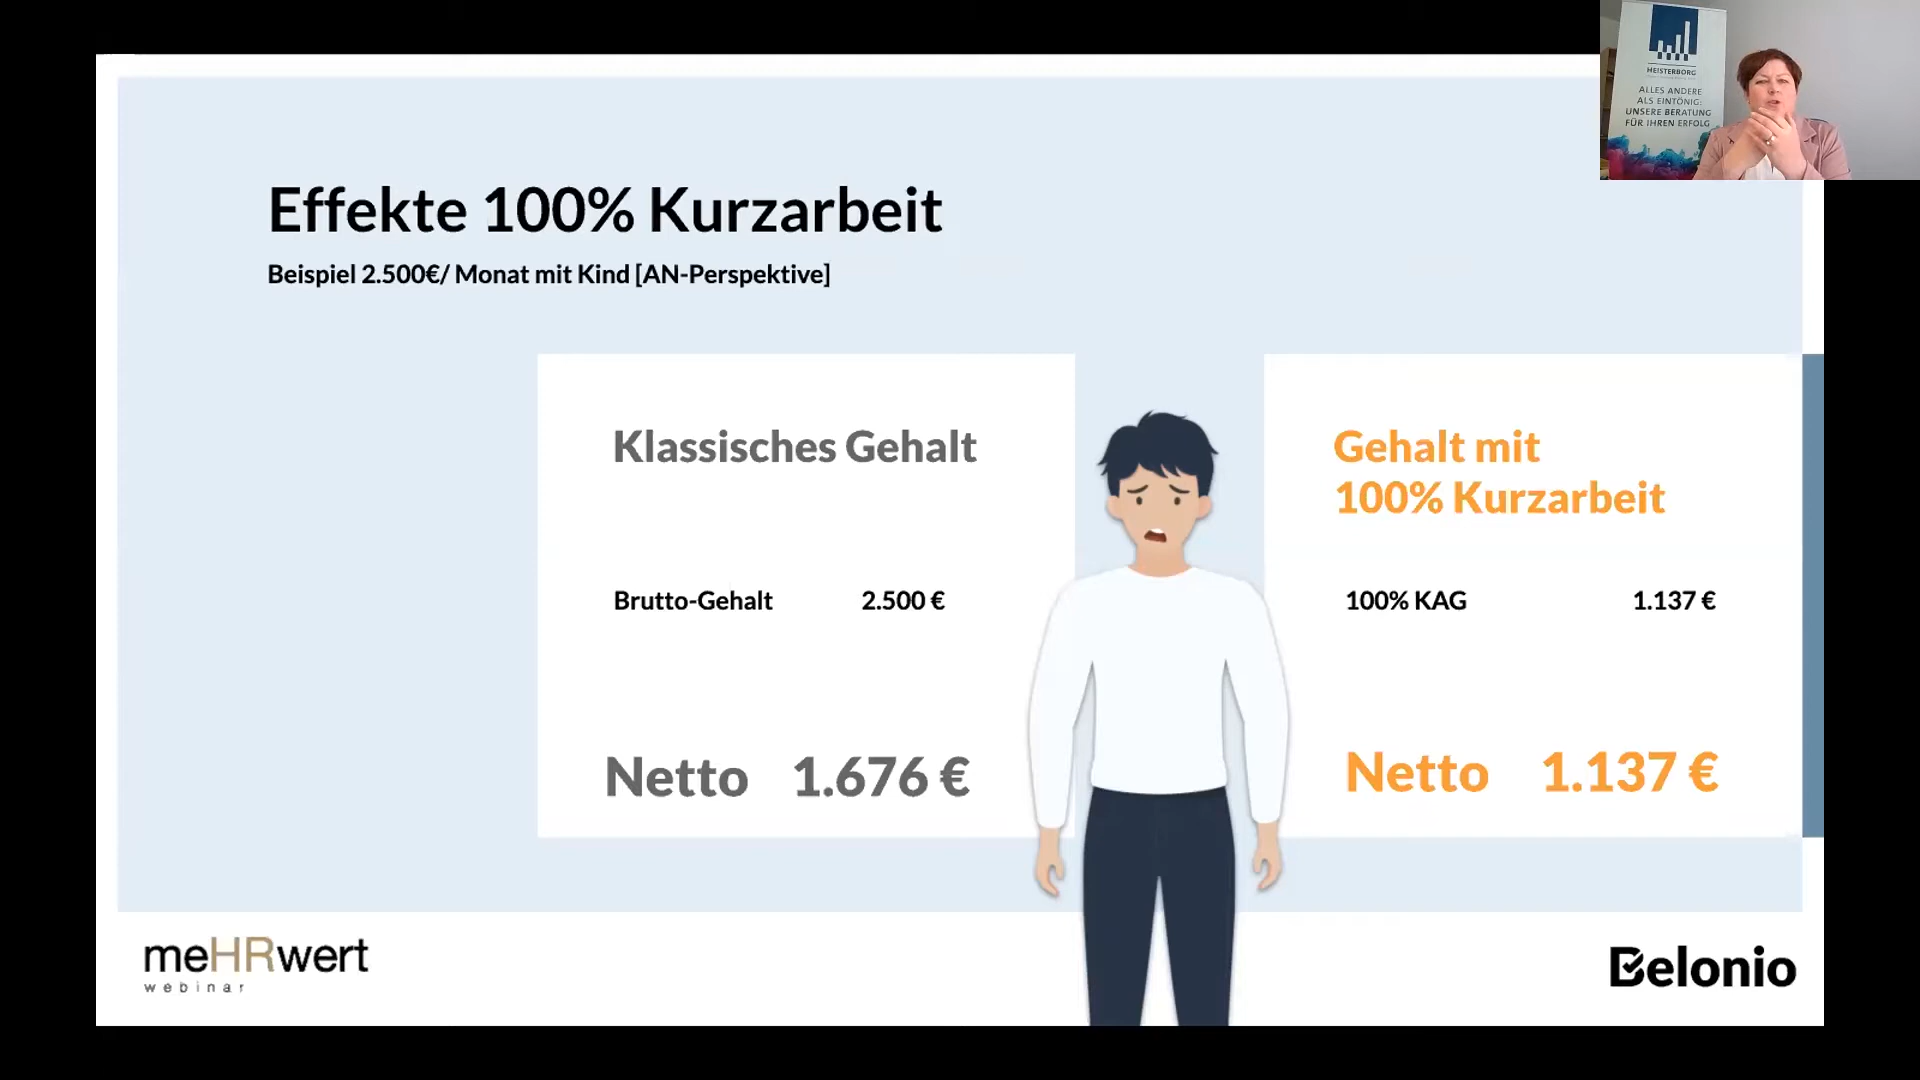 Effekte 100% Kurzarbeit
Beispiel 2.500€/ Monat mit Kind [AN-Perspektive]
Klassisches Gehalt
Brutto-Gehalt 2.500 €
Netto 1.676 €
Gehalt mit
100% Kurzarbeit
100% KAG 1.137 €
Netto 1.137 €
meHRwert
webinar
Belonio
HEISTERBORG
ALLES ANDERE
ALS EINTÖNIG:
UNSERE BERATUNG
FÜR IHREN ERFOLG